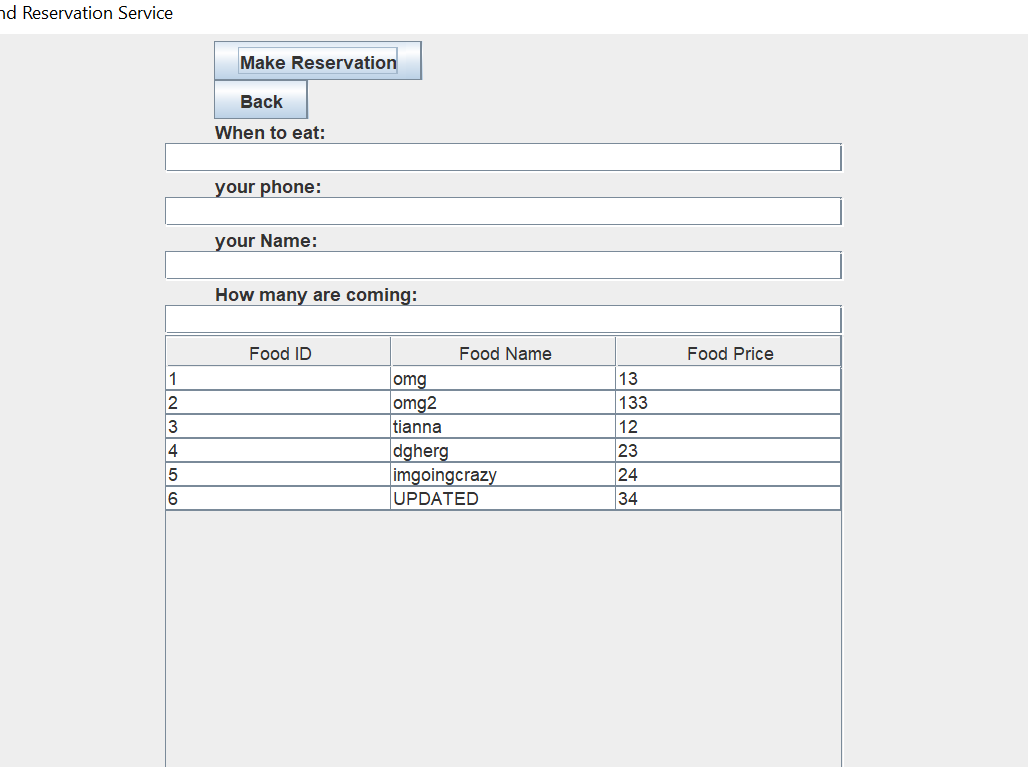 Reservation Service
Make Reservation
Back
When to eat:
your phone:
your Name:
How many are coming:
Food ID Food Name Food Price
1 omg 13
2 omg2 133
3 tianna 12
4 dgherg 23
5 imgoingcrazy 24
6 UPDATED 34